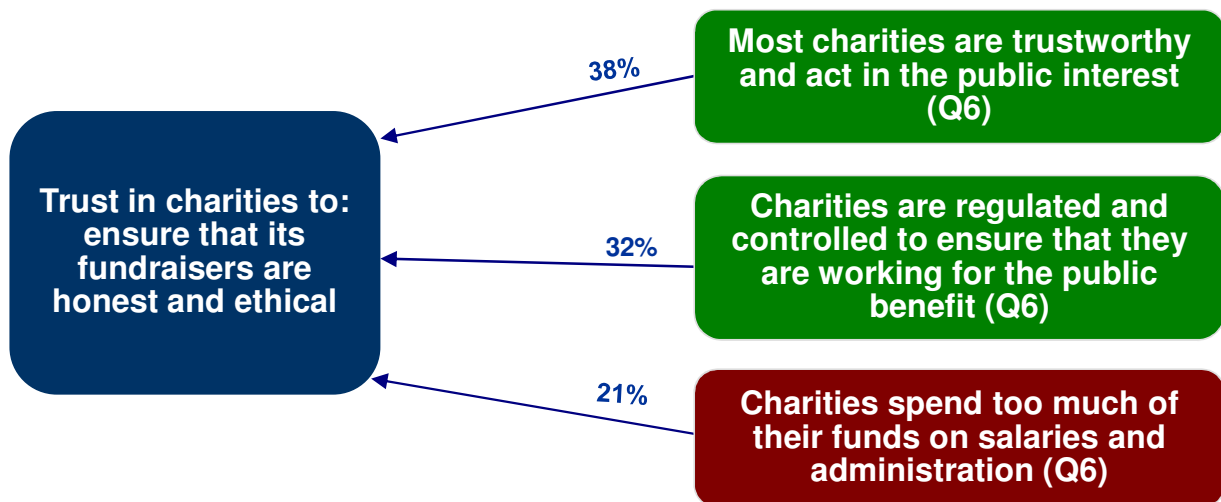 Most charities are trustworthy
and act in the public interest
(Q6)
38%
Trust in charities to:
ensure that its
fundraisers are
honest and ethical
Charities are regulated and
controlled to ensure that they
are working for the public
benefit (Q6)
32%
Charities spend too much of
their funds on salaries and
administration (Q6)
21%